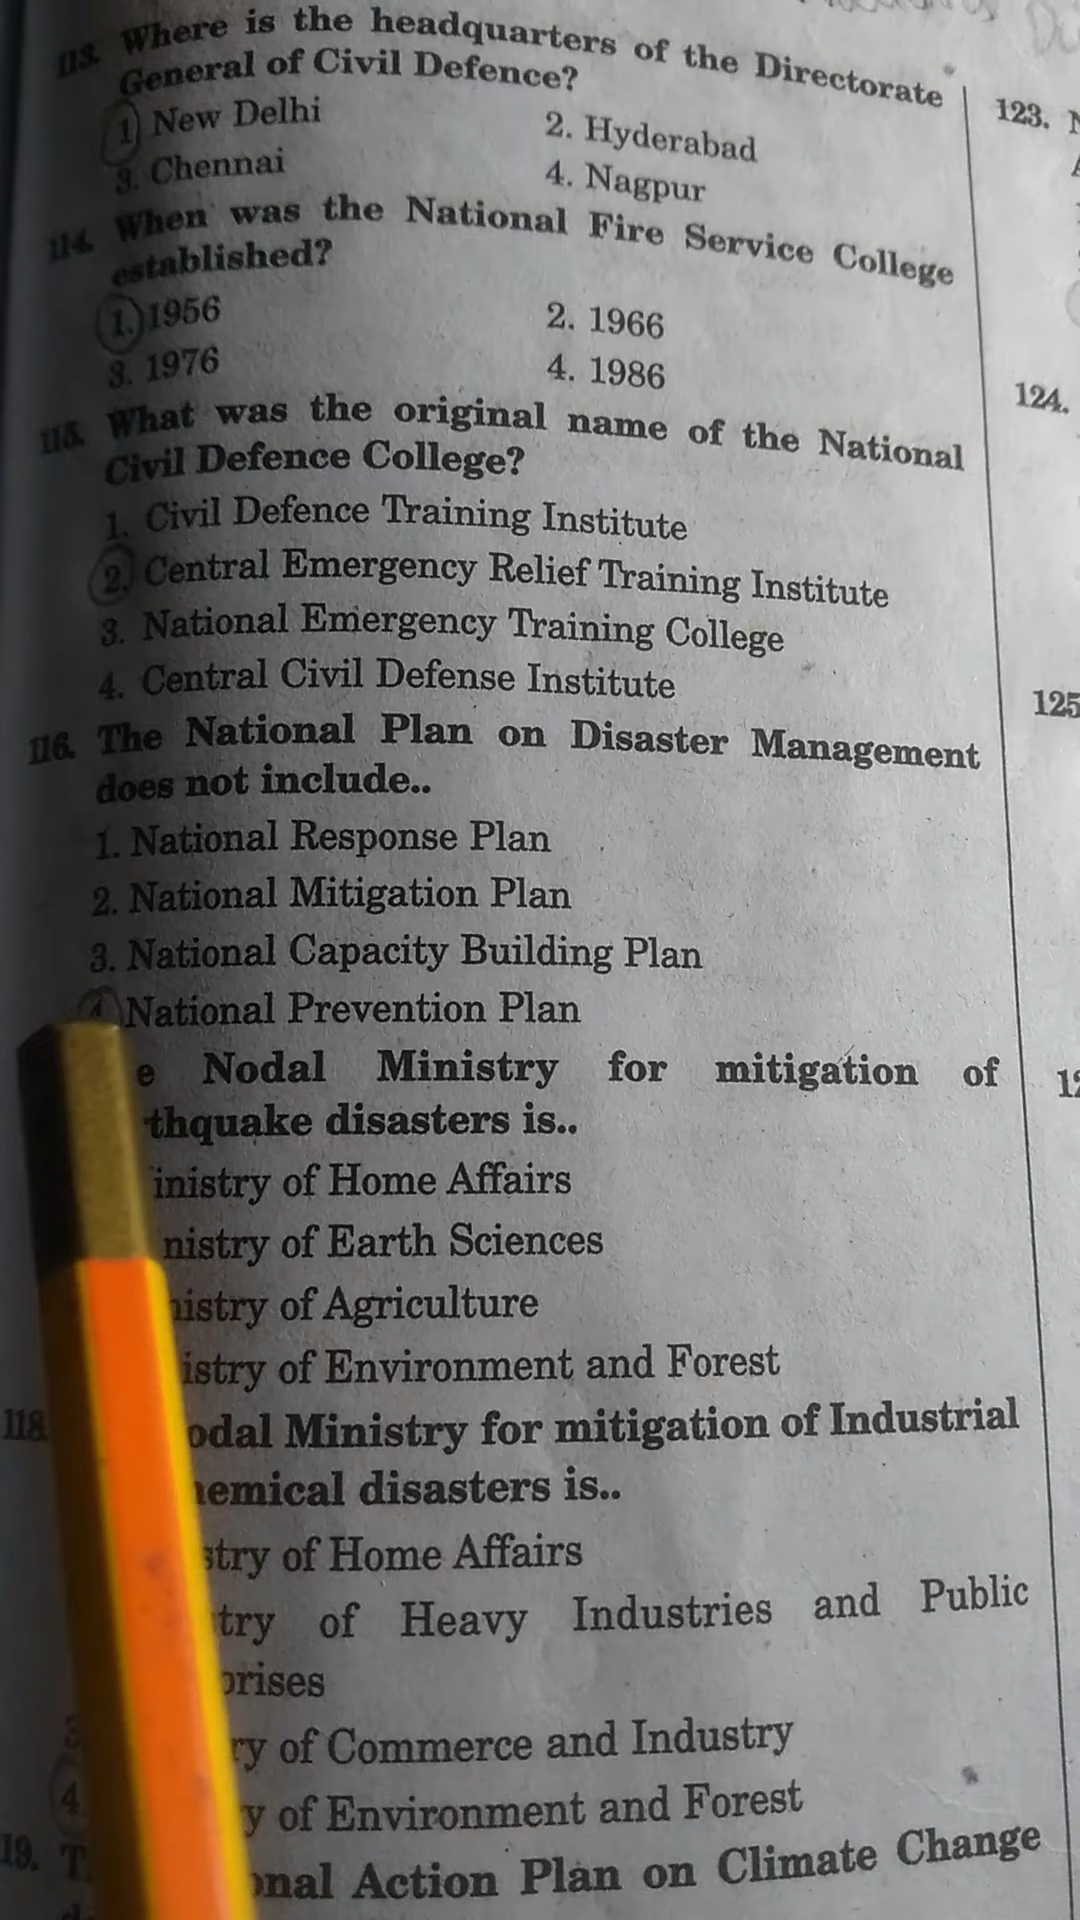 113. Where is the headquarters of the Directorate
General of Civil Defence?
1. New Delhi 2. Hyderabad
3. Chennai 4. Nagpur
114. When was the National Fire Service College
established?
1. 1956 2. 1966
3. 1976 4. 1986
115. What was the original name of the National
Civil Defence College?
1. Civil Defence Training Institute
2. Central Emergency Relief Training Institute
3. National Emergency Training College
4. Central Civil Defense Institute
116. The National Plan on Disaster Management
does not include..
1. National Response Plan
2. National Mitigation Plan
3. National Capacity Building Plan
4. National Prevention Plan
e Nodal Ministry for mitigation of
thquake disasters is..
inistry of Home Affairs
nistry of Earth Sciences
nistry of Agriculture
istry of Environment and Forest
118 odal Ministry for mitigation of Industrial
hemical disasters is..
stry of Home Affairs
try of Heavy Industries and Public
prises
3 ry of Commerce and Industry
4 y of Environment and Forest
19. T onal Action Plan on Climate Change
123.
124.
125
12